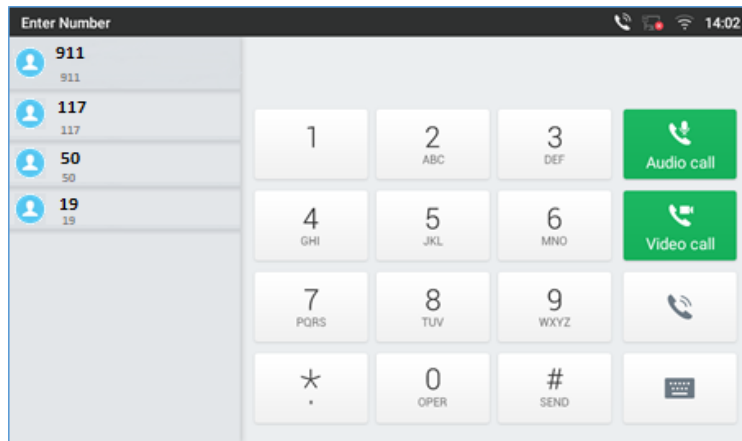 Enter Number 14:02
911
911
117
117
50
50
19
19
1 2 3
ABC DEF
Audio call
4 5 6
GHI JKL MNO
Video call
7 8 9
PQRS TUV WXYZ
* 0 #
. OPER SEND